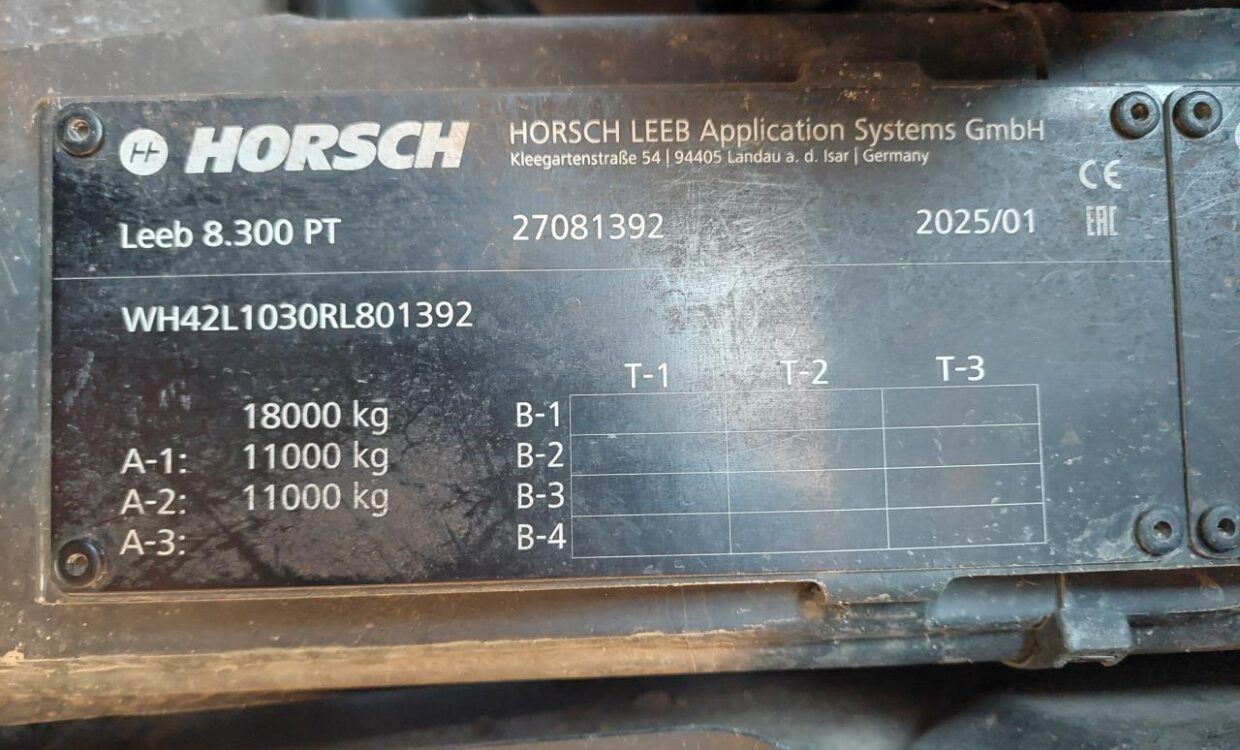 HORSCH
HORSCH LEEB Application Systems GmbH
Kleegartenstraße 54 | 94405 Landau a. d. Isar | Germany
CE
Leeb 8.300 PT 27081392 2025/01 EAC
WH42L1030RL801392
T-1 T-2 T-3
18000 kg B-1
A-1: 11000 kg B-2
A-2: 11000 kg B-3
A-3: B-4